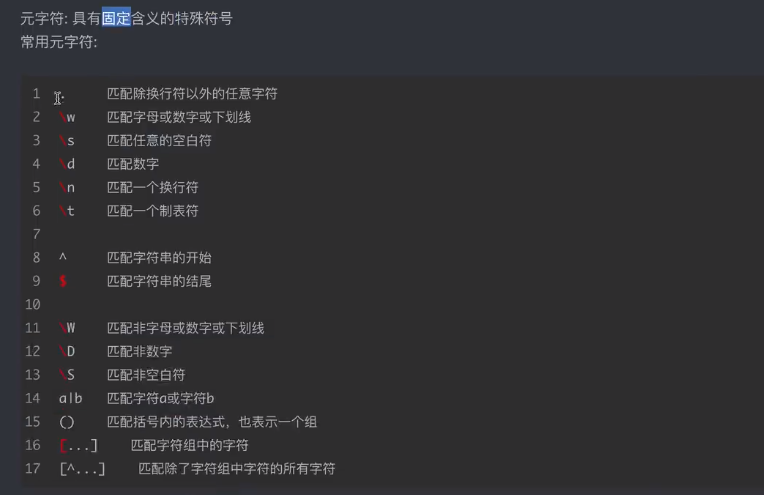 元字符: 具有固定含义的特殊符号
常用元字符:
1 . 匹配除换行符以外的任意字符
2 \w 匹配字母或数字或下划线
3 \s 匹配任意的空白符
4 \d 匹配数字
5 \n 匹配一个换行符
6 \t 匹配一个制表符
7
8 ^ 匹配字符串的开始
9 $ 匹配字符串的结尾
10
11 \W 匹配非字母或数字或下划线
12 \D 匹配非数字
13 \S 匹配非空白符
14 a|b 匹配字符a或字符b
15 () 匹配括号内的表达式，也表示一个组
16 [...] 匹配字符组中的字符
17 [^...] 匹配除了字符组中字符的所有字符